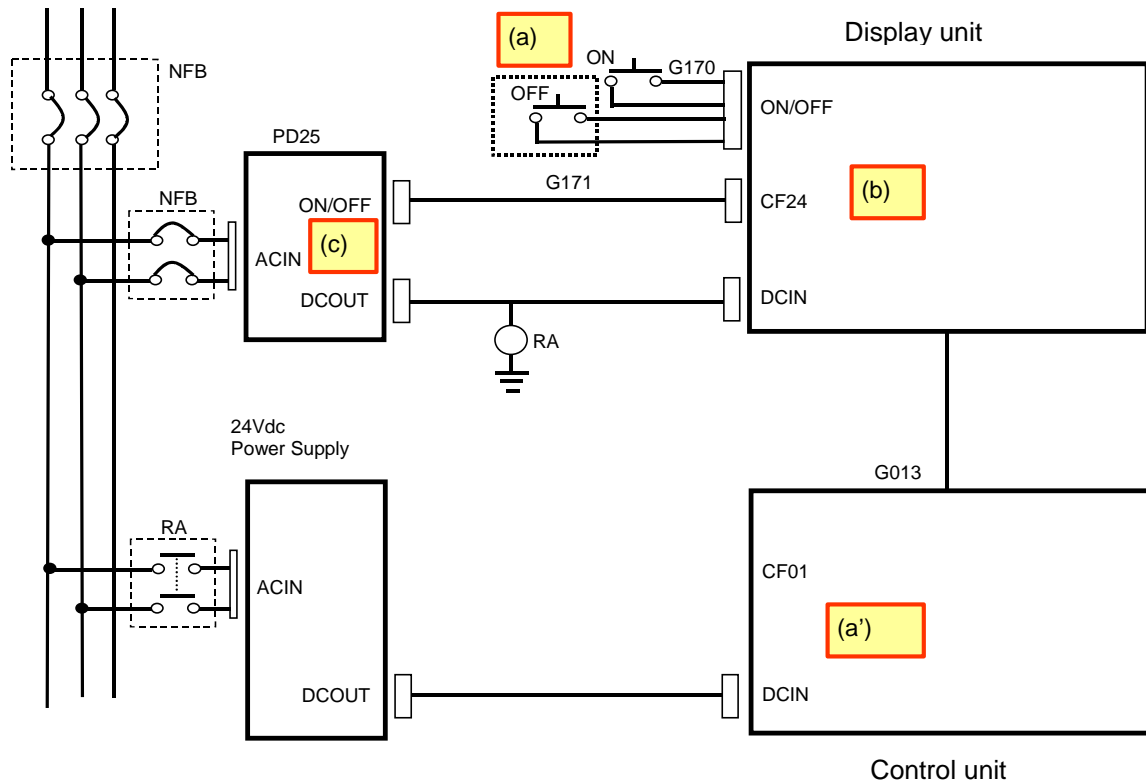 (a)
Display unit
NFB
ON
G170
OFF
ON/OFF
PD25
G171
NFB
ON/OFF
(b)
CF24
(c)
ACIN
DCOUT
DCIN
RA
24Vdc
Power Supply
G013
RA
CF01
ACIN
(a’)
DCOUT
DCIN
Control unit